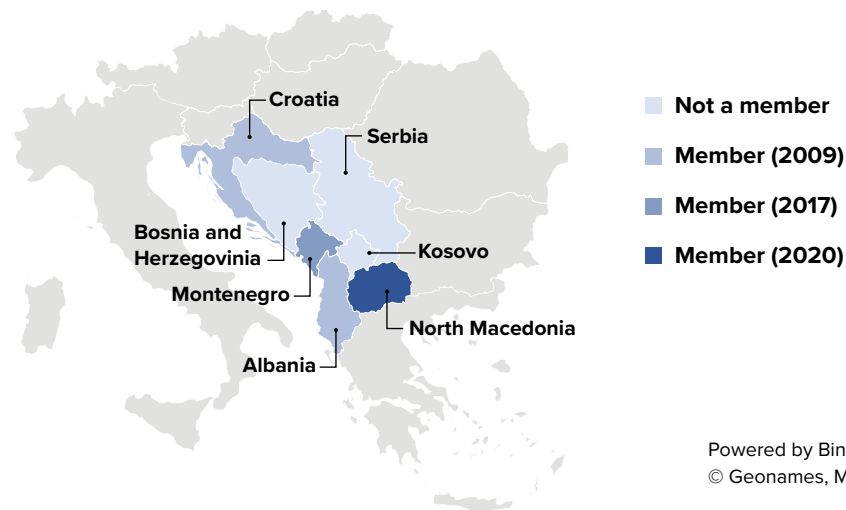 Croatia
Serbia
Bosnia and
Herzegovinia
Kosovo
Montenegro
North Macedonia
Albania
Not a member
Member (2009)
Member (2017)
Member (2020)
Powered by Bin
© Geonames, M